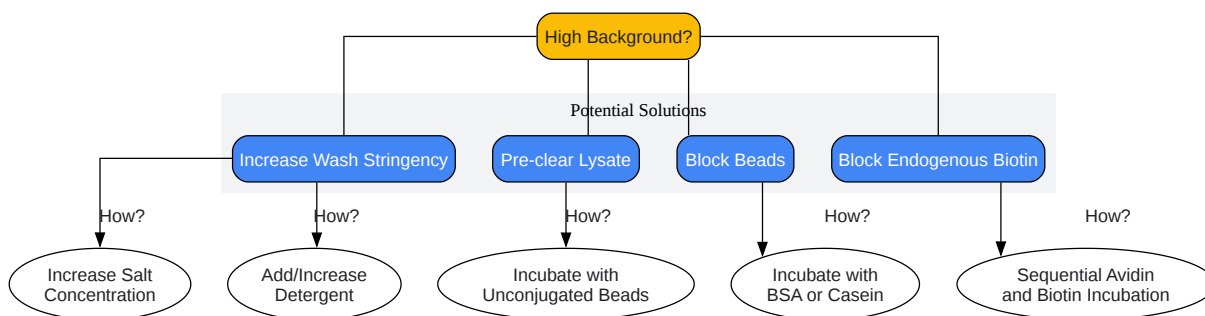 High Background?
Potential Solutions
Increase Wash Stringency
Pre-clear Lysate
Block Beads
Block Endogenous Biotin
How?
How?
How?
How?
How?
Increase Salt
Concentration
Add/Increase
Detergent
Incubate with
Unconjugated Beads
Incubate with
BSA or Casein
Sequential Avidin
and Biotin Incubation